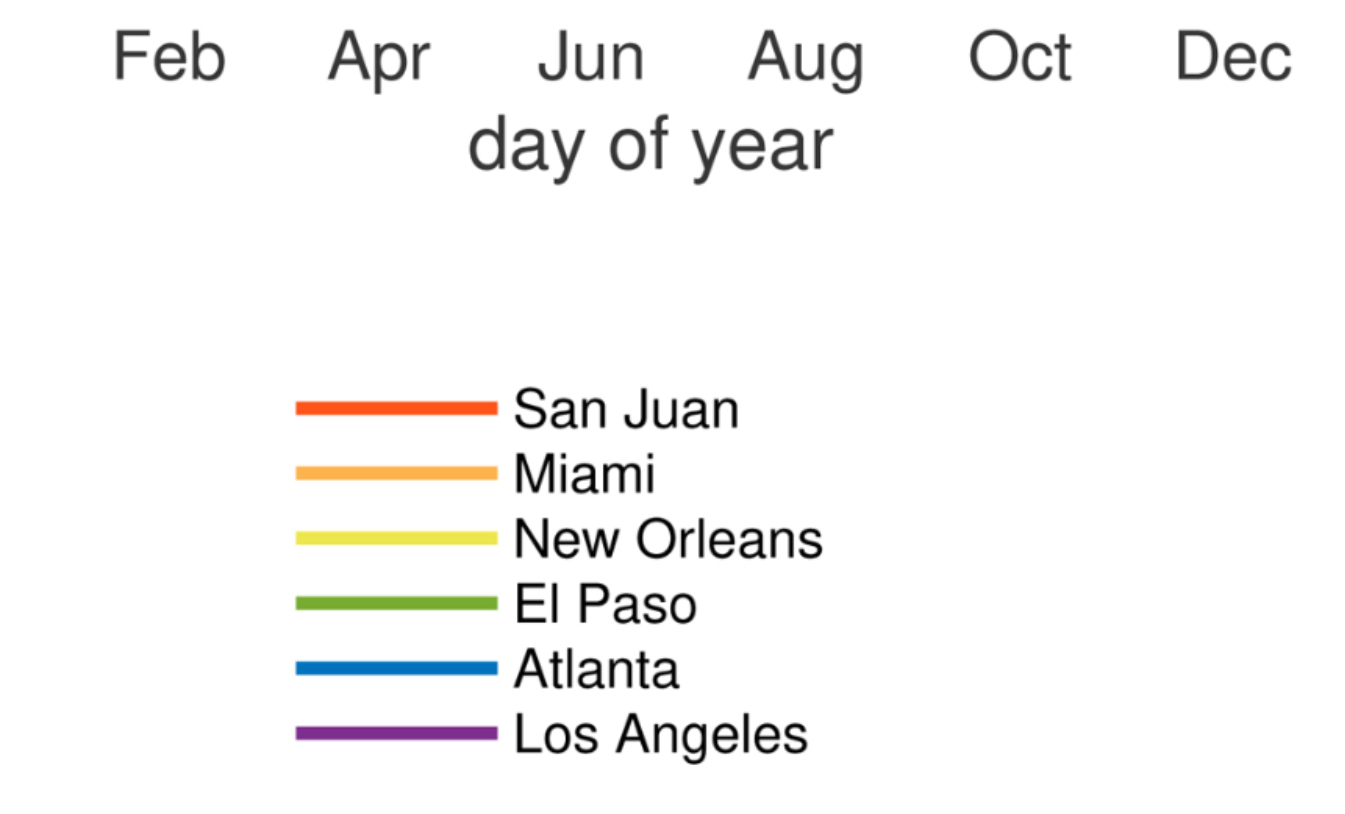 Feb Apr Jun Aug Oct Dec
day of year
San Juan
Miami
New Orleans
El Paso
Atlanta
Los Angeles